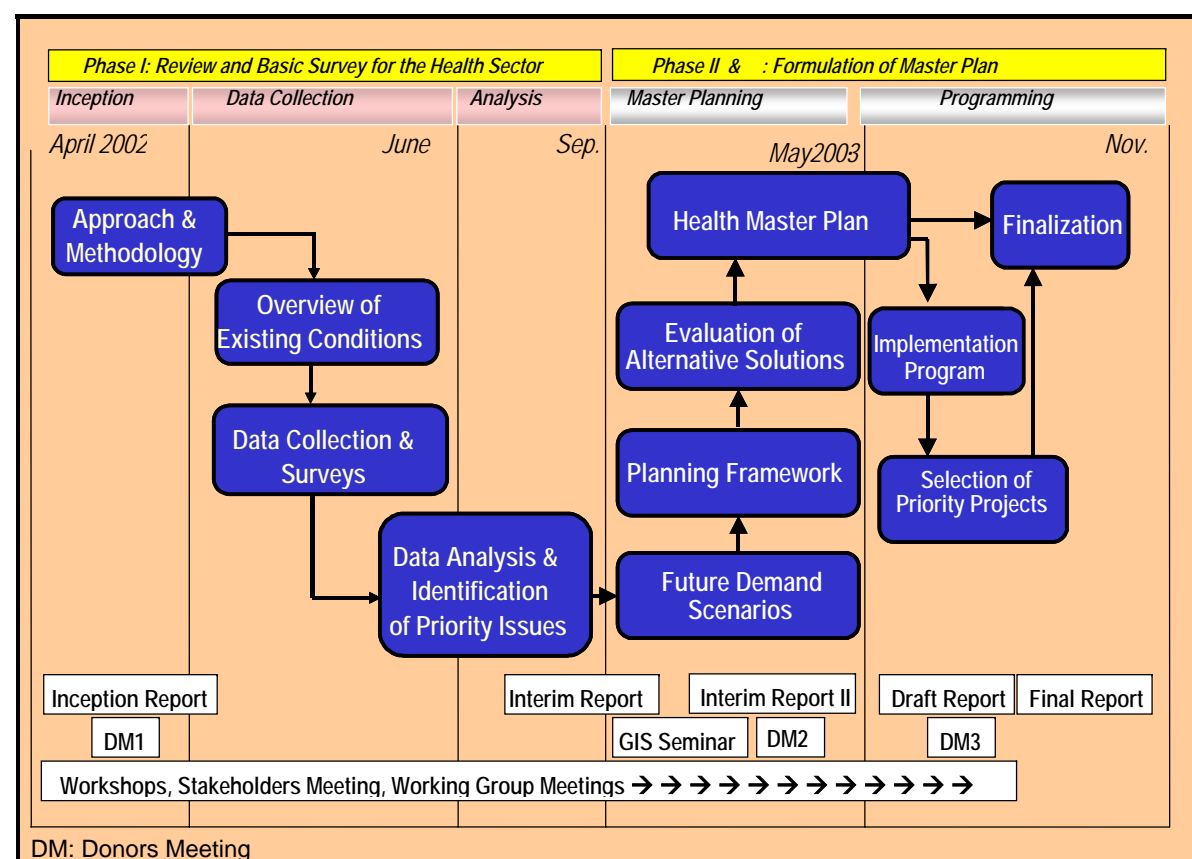 Phase I: Review and Basic Survey for the Health Sector
Phase II & : Formulation of Master Plan
Inception
Data Collection
Analysis
Master Planning
Programming
April 2002
June
Sep.
May2003
Nov.
Approach &
Methodology
Overview of
Existing Conditions
Data Collection &
Surveys
Data Analysis &
Identification
of Priority Issues
Health Master Plan
Evaluation of
Alternative Solutions
Planning Framework
Future Demand
Scenarios
Finalization
Implementation
Program
Selection of
Priority Projects
Inception Report
Interim Report
Interim Report II
Draft Report
Final Report
DM1
GIS Seminar
DM2
DM3
Workshops, Stakeholders Meeting, Working Group Meetings → → → → → → → → → → → →
DM: Donors Meeting